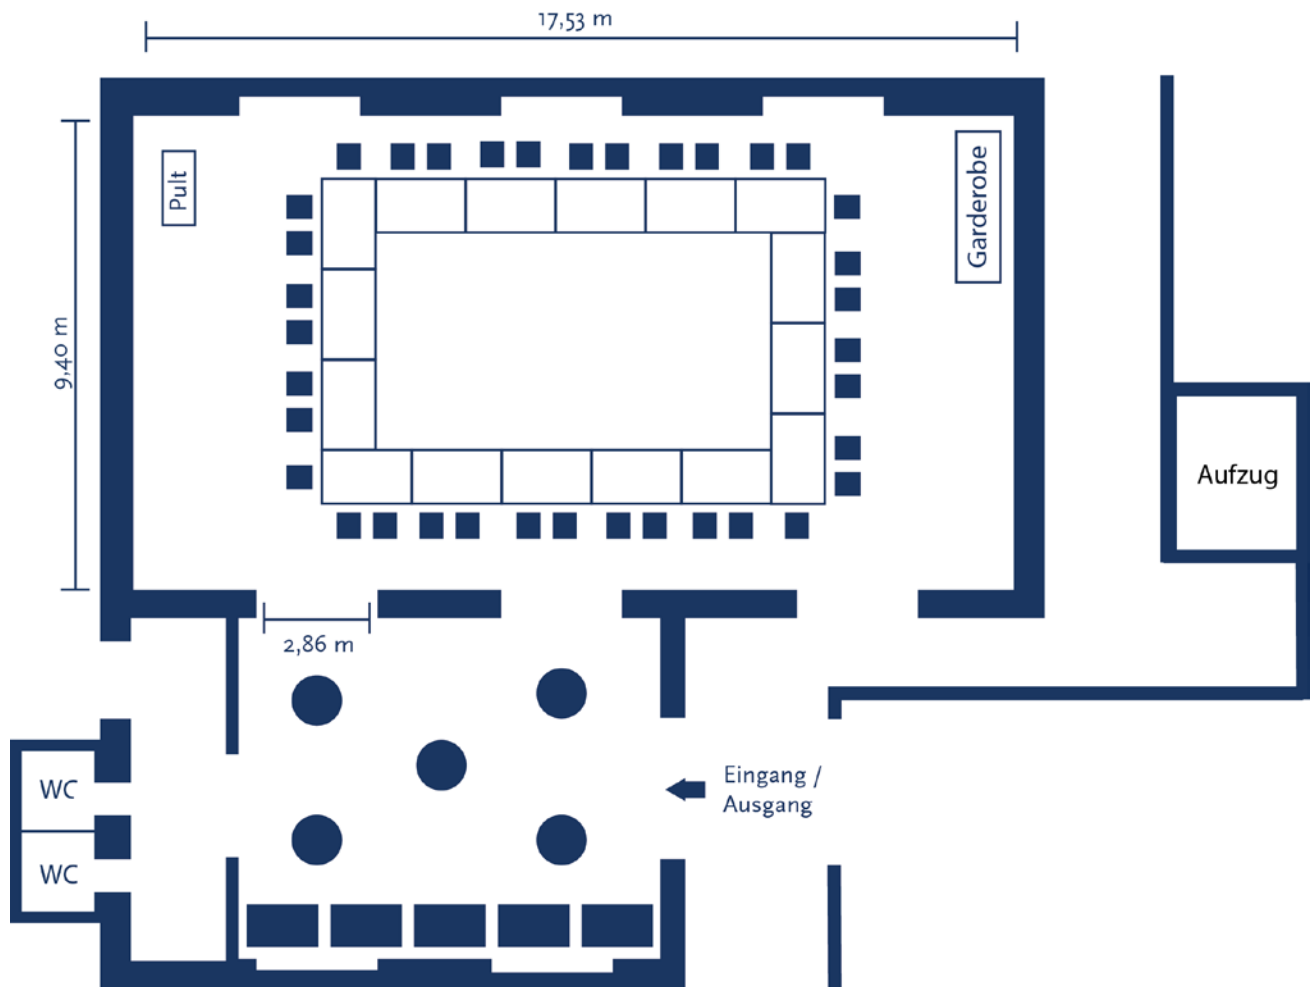 17,53 m
Pult
Garderobe
9,40 m
Aufzug
2,86 m
Eingang /
Ausgang
WC
WC